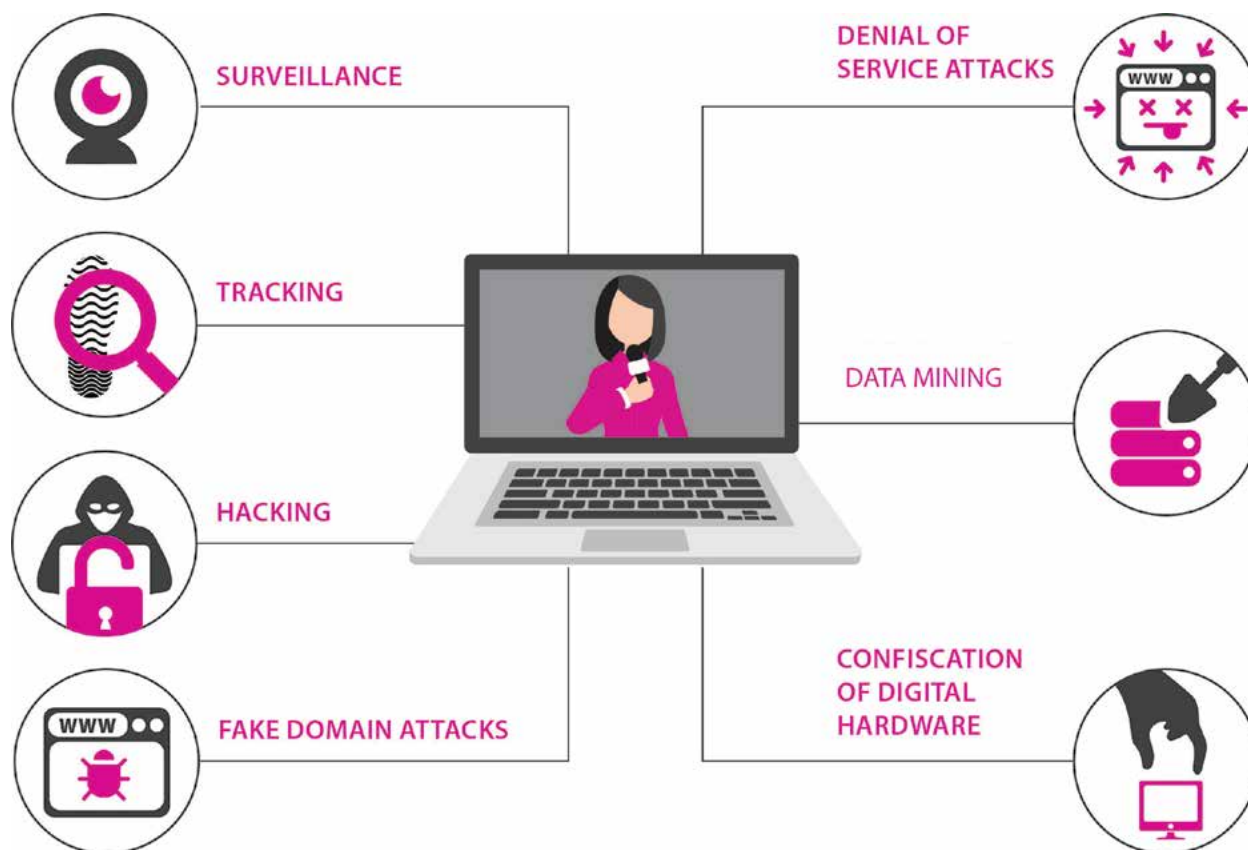 SURVEILLANCE
TRACKING
HACKING
WWW
FAKE DOMAIN ATTACKS
DENIAL OF
SERVICE ATTACKS
WWW
DATA MINING
CONFISCATION
OF DIGITAL
HARDWARE